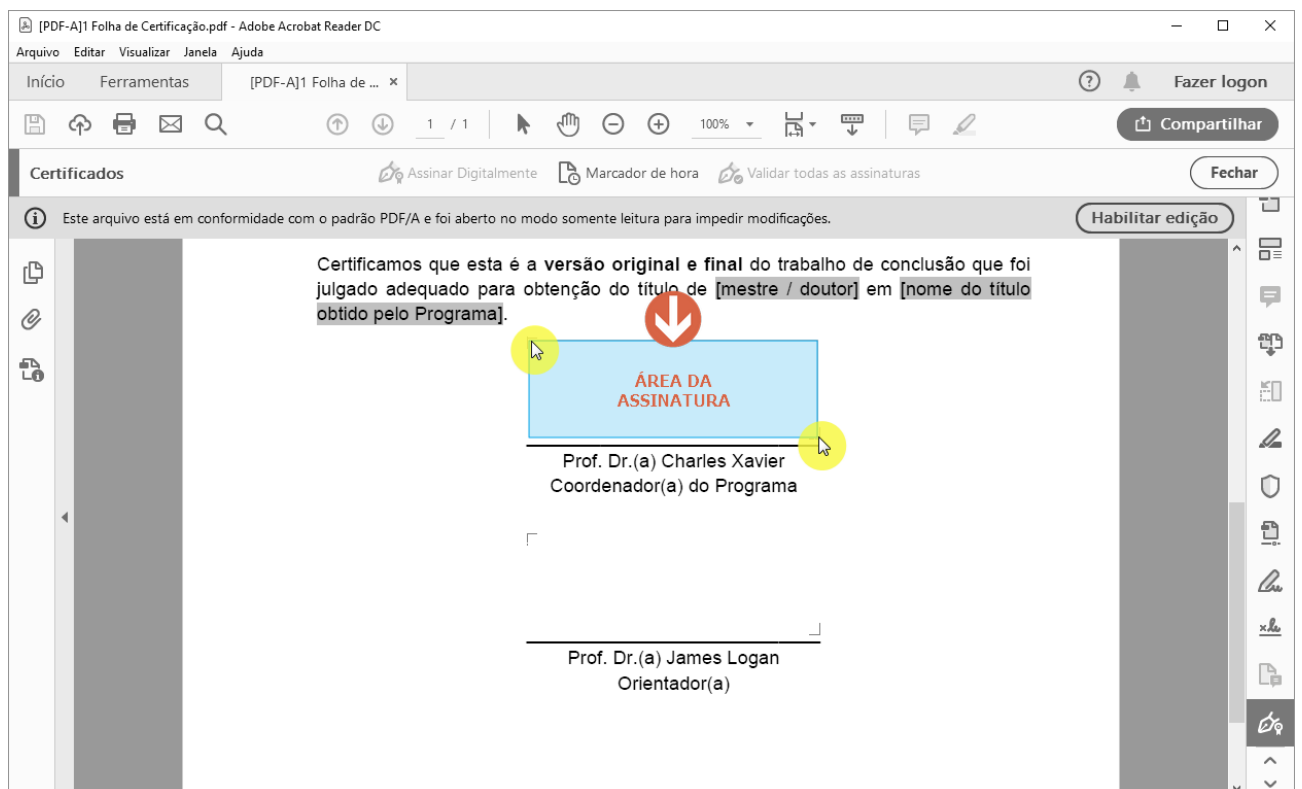 [PDF-A]1 Folha de Certificação.pdf - Adobe Acrobat Reader DC
Arquivo Editar Visualizar Janela Ajuda
Início Ferramentas [PDF-A]1 Folha de ... × Fazer logon
1 / 1 100% Compartilhar
Certificados Assinar Digitalmente Marcador de hora Validar todas as assinaturas Fechar
Este arquivo está em conformidade com o padrão PDF/A e foi aberto no modo somente leitura para impedir modificações. Habilitar edição
Certificamos que esta é a versão original e final do trabalho de conclusão que foi
julgado adequado para obtenção do título de [mestre / doutor] em [nome do título
obtido pelo Programa].
ÁREA DA
ASSINATURA
Prof. Dr.(a) Charles Xavier
Coordenador(a) do Programa
Prof. Dr.(a) James Logan
Orientador(a)